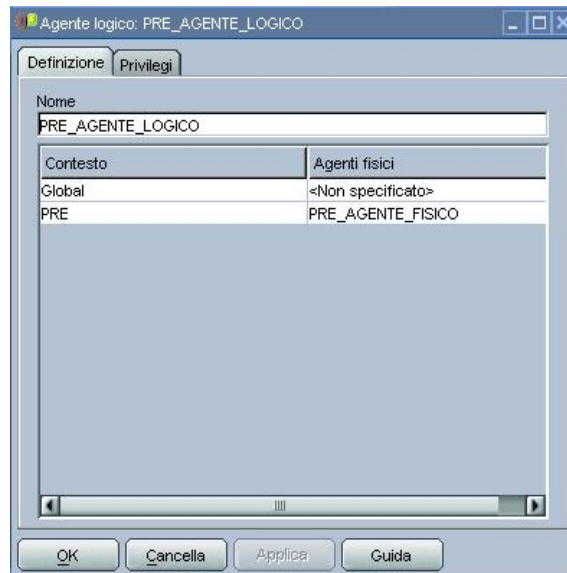 Agente logico: PRE_AGENTE_LOGICO
Definizione Privilegi
Nome
PRE_AGENTE_LOGICO
Contesto Agenti fisici
Global <Non specificato>
PRE PRE_AGENTE_FISICO
OK Cancella Applica Guida